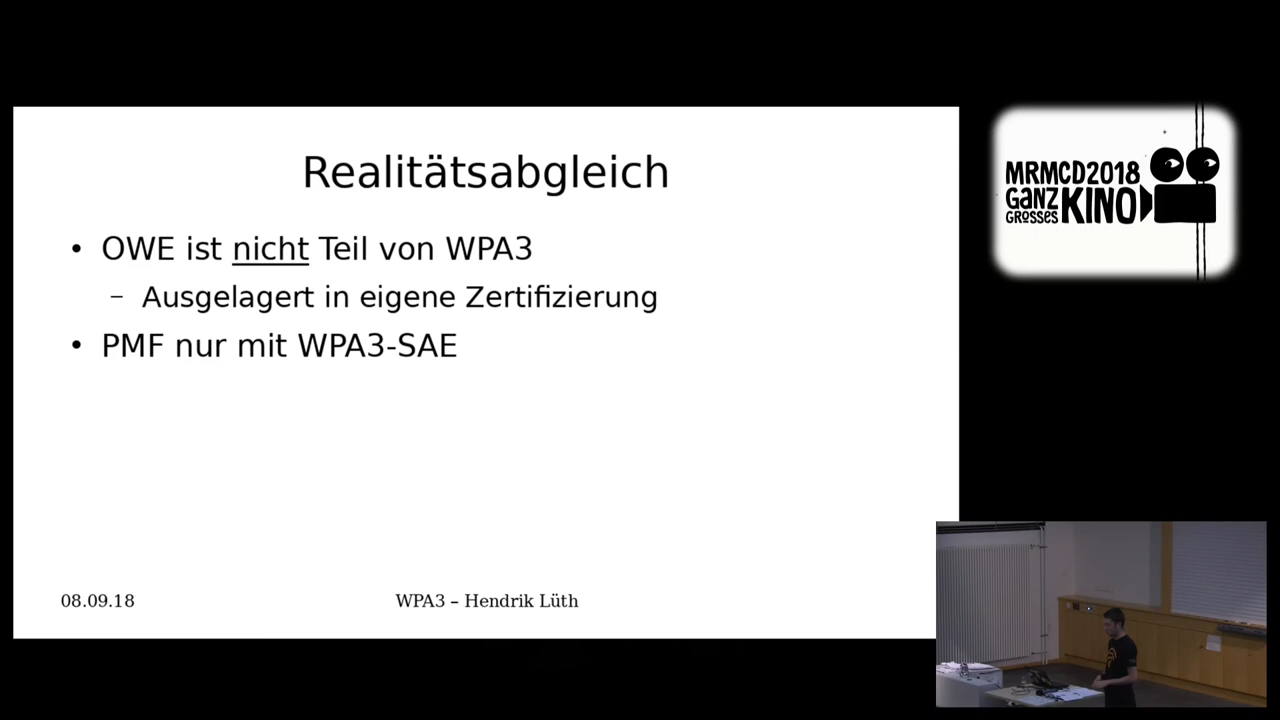 Realitätsabgleich
• OWE ist nicht Teil von WPA3
– Ausgelagert in eigene Zertifizierung
• PMF nur mit WPA3-SAE
08.09.18
WPA3 – Hendrik Lüth
MRMCD2018
GANZ
GROSSES
KINO